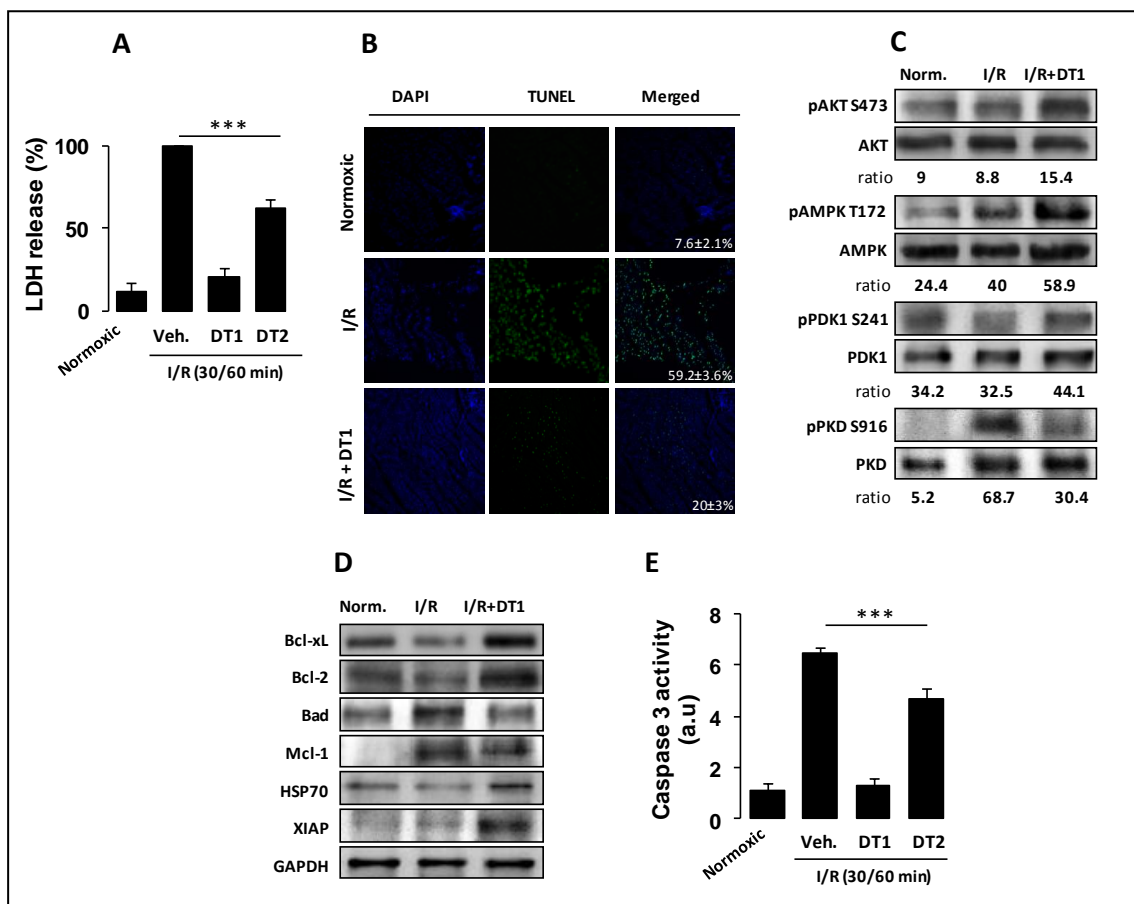 A
LDH release (%)
100
50
0
***
Normoxic
Veh. DT1 DT2
I/R (30/60 min)
B
DAPI TUNEL Merged
Normoxic
7.6±2.1%
I/R
59.2±3.6%
I/R + DT1
20±3%
C
Norm. I/R I/R+DT1
pAKT S473
AKT
ratio 9 8.8 15.4
pAMPK T172
AMPK
ratio 24.4 40 58.9
pPDK1 S241
PDK1
ratio 34.2 32.5 44.1
pPKD S916
PKD
ratio 5.2 68.7 30.4
D
Norm. I/R I/R+DT1
Bcl-xL
Bcl-2
Bad
Mcl-1
HSP70
XIAP
GAPDH
E
Caspase 3 activity
(a.u)
8
6
4
2
0
***
Normoxic
Veh. DT1 DT2
I/R (30/60 min)